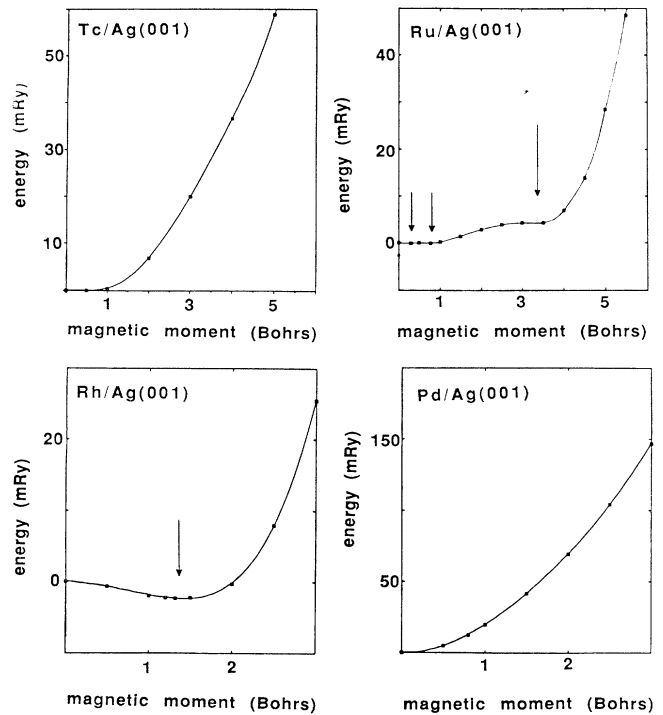 Tc/Ag(001)
60
30
10
energy (mRy)
1 3 5
magnetic moment (Bohrs)
Ru/Ag(001)
40
20
0
energy (mRy)
1 3 5
magnetic moment (Bohrs)
Rh/Ag(001)
20
0
energy (mRy)
1 2
magnetic moment (Bohrs)
Pd/Ag(001)
150
50
energy (mRy)
1 2
magnetic moment (Bohrs)